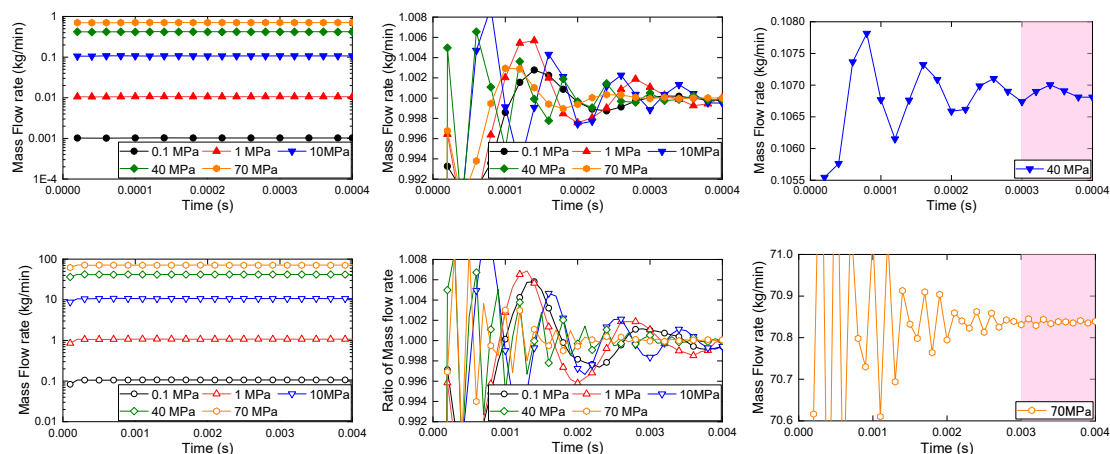 Mass Flow rate (kg/min)
1
0.1
0.01
0.001
1E-4
0.1 MPa 1 MPa 10MPa
40 MPa 70 MPa
0.0000 0.0001 0.0002 0.0003 0.0004
Time (s)
Mass Flow rate (kg/min)
1.008
1.006
1.004
1.002
1.000
0.998
0.996
0.994
0.992
0.1 MPa 1 MPa 10MPa
40 MPa 70 MPa
0.0000 0.0001 0.0002 0.0003 0.0004
Time (s)
Mass Flow rate (kg/min)
0.1080
0.1075
0.1070
0.1065
0.1060
0.1055
40 MPa
0.0000 0.0001 0.0002 0.0003 0.0004
Time (s)
Mass Flow rate (kg/min)
100
10
1
0.1
0.01
0.1 MPa 1 MPa 10MPa
40 MPa 70 MPa
0.000 0.001 0.002 0.003 0.004
Time (s)
Ratio of Mass flow rate
1.008
1.006
1.004
1.002
1.000
0.998
0.996
0.994
0.992
0.1 MPa 1 MPa 10MPa
40 MPa 70 MPa
0.000 0.001 0.002 0.003 0.004
Time (s)
Mass Flow rate (kg/min)
71.0
70.9
70.8
70.7
70.6
70MPa
0.000 0.001 0.002 0.003 0.004
Time (s)